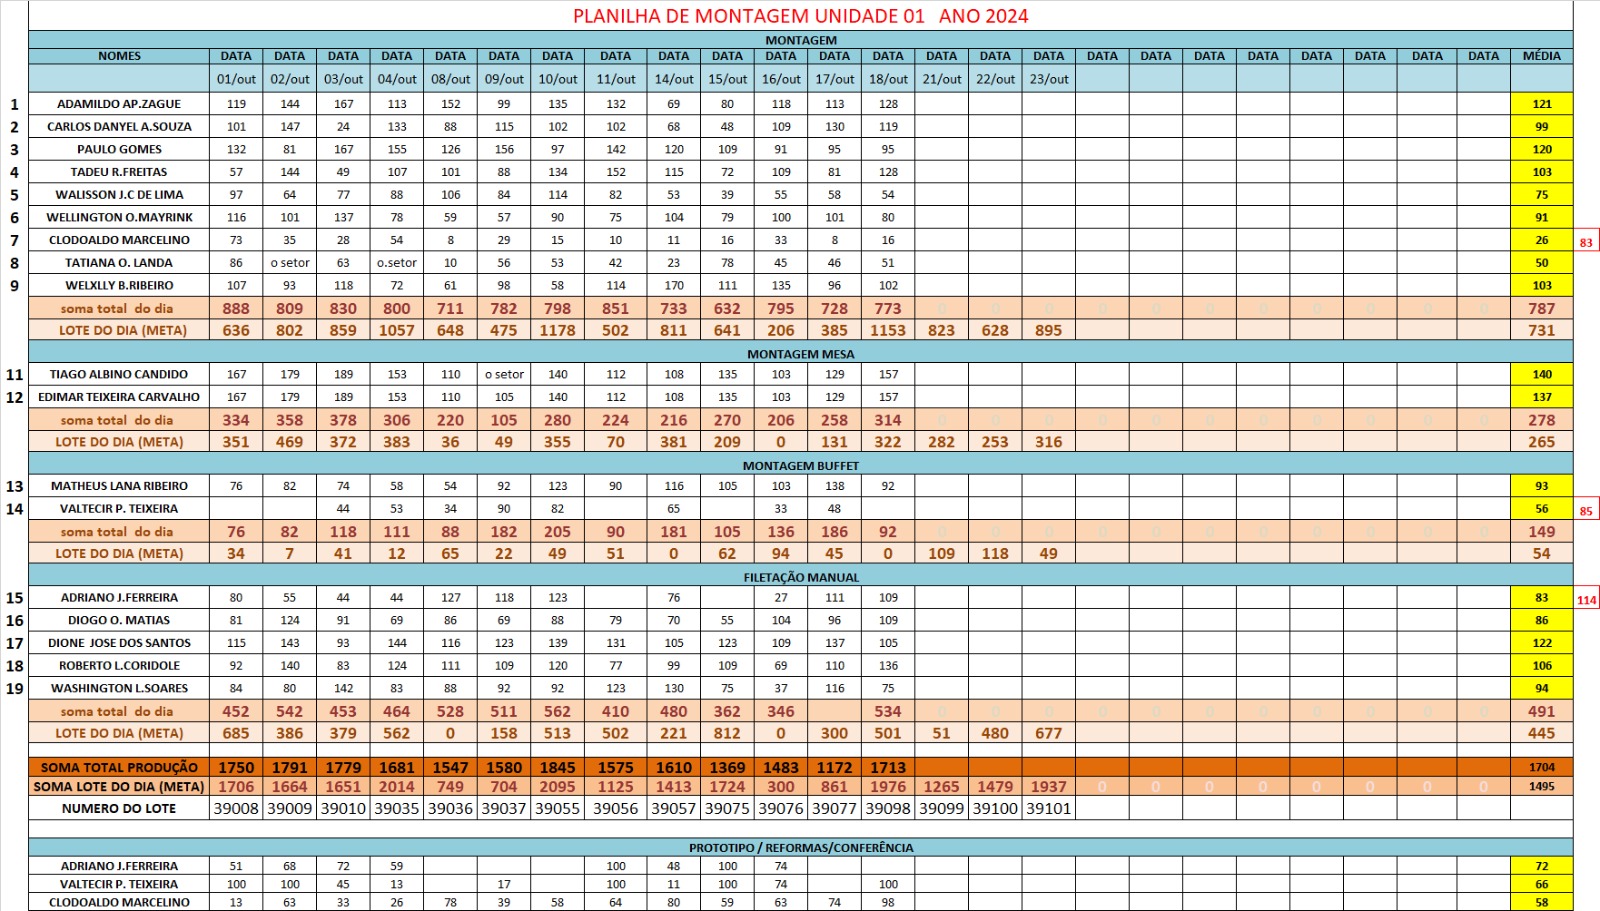 PLANILHA DE MONTAGEM UNIDADE 01 ANO 2024
MONTAGEM
NOMES DATA DATA DATA DATA DATA DATA DATA DATA DATA DATA DATA DATA DATA DATA DATA DATA DATA DATA DATA DATA DATA DATA DATA DATA MÉDIA
01/out 02/out 03/out 04/out 08/out 09/out 10/out 11/out 14/out 15/out 16/out 17/out 18/out 21/out 22/out 23/out
1 ADAMILDO AP.ZAGUE 119 144 167 113 152 99 135 132 69 80 118 113 128 121
2 CARLOS DANYEL A.SOUZA 101 147 24 133 88 115 102 102 68 48 109 130 119 99
3 PAULO GOMES 132 81 167 155 126 156 97 142 120 109 91 95 95 120
4 TADEU R.FREITAS 57 144 49 107 101 88 134 152 115 72 109 81 128 103
5 WALISSON J.C DE LIMA 97 64 77 88 106 84 114 82 53 39 55 58 54 75
6 WELLINGTON O.MAYRINK 116 101 137 78 59 57 90 75 104 79 100 101 80 91
7 CLODOALDO MARCELINO 73 35 28 54 8 29 15 10 11 16 33 8 16 26 83
8 TATIANA O. LANDA 86 o setor 63 o.setor 10 56 53 42 23 78 45 46 51 50
9 WELXLLY B.RIBEIRO 107 93 118 72 61 98 58 114 170 111 135 96 102 103
soma total do dia 888 809 830 800 711 782 798 851 733 632 795 728 773 0 0 0 0 0 0 0 0 0 0 0 787
LOTE DO DIA (META) 636 802 859 1057 648 475 1178 502 811 641 206 385 1153 823 628 895 731
MONTAGEM MESA
11 TIAGO ALBINO CANDIDO 167 179 189 153 110 o setor 140 112 108 135 103 129 157 140
12 EDIMAR TEIXEIRA CARVALHO 167 179 189 153 110 105 140 112 108 135 103 129 157 137
soma total do dia 334 358 378 306 220 105 280 224 216 270 206 258 314 0 0 0 0 0 0 0 0 0 0 0 278
LOTE DO DIA (META) 351 469 372 383 36 49 355 70 381 209 0 131 322 282 253 316 265
MONTAGEM BUFFET
13 MATHEUS LANA RIBEIRO 76 82 74 58 54 92 123 90 116 105 103 138 92 93
14 VALTECIR P. TEIXEIRA 44 53 34 90 82 65 33 48 56 85
soma total do dia 76 82 118 111 88 182 205 90 181 105 136 186 92 0 0 0 0 0 0 0 0 0 0 0 149
LOTE DO DIA (META) 34 7 41 12 65 22 49 51 0 62 94 45 0 109 118 49 54
FILETAÇÃO MANUAL
15 ADRIANO J.FERREIRA 80 55 44 44 127 118 123 76 27 111 109 83 114
16 DIOGO O. MATIAS 81 124 91 69 86 69 88 79 70 55 104 96 109 86
17 DIONE JOSE DOS SANTOS 115 143 93 144 116 123 139 131 105 123 109 137 105 122
18 ROBERTO L.CORIDOLE 92 140 83 124 111 109 120 77 99 109 69 110 136 106
19 WASHINGTON L.SOARES 84 80 142 83 88 92 92 123 130 75 37 116 75 94
soma total do dia 452 542 453 464 528 511 562 410 480 362 346 534 0 0 0 0 0 0 0 0 0 0 0 491
LOTE DO DIA (META) 685 386 379 562 0 158 513 502 221 812 0 300 501 51 480 677 445
SOMA TOTAL PRODUÇÃO 1750 1791 1779 1681 1547 1580 1845 1575 1610 1369 1483 1172 1713 1704
SOMA LOTE DO DIA (META) 1706 1664 1651 2014 749 704 2095 1125 1413 1724 300 861 1976 1265 1479 1937 0 0 0 0 0 0 0 0 1495
NUMERO DO LOTE 39008 39009 39010 39035 39036 39037 39055 39056 39057 39075 39076 39077 39098 39099 39100 39101
PROTOTIPO / REFORMAS/CONFERÊNCIA
ADRIANO J.FERREIRA 51 68 72 59 100 48 100 74 72
VALTECIR P. TEIXEIRA 100 100 45 13 17 100 11 100 74 100 66
CLODOALDO MARCELINO 13 63 33 26 78 39 58 64 80 59 63 74 98 58